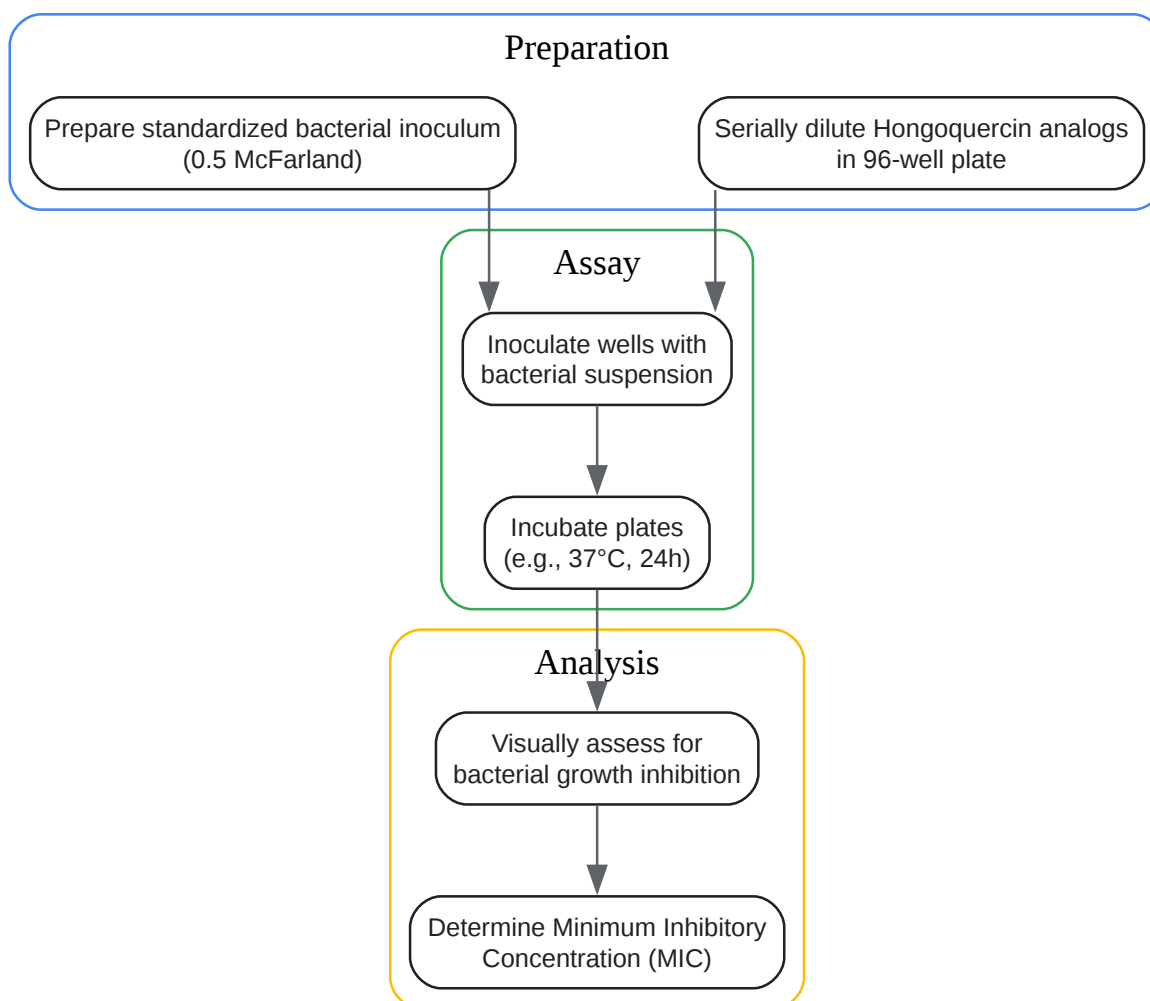 Preparation
Prepare standardized bacterial inoculum
(0.5 McFarland)
Serially dilute Hongoquercin analogs
in 96-well plate
Assay
Inoculate wells with
bacterial suspension
Incubate plates
(e.g., 37°C, 24h)
Analysis
Visually assess for
bacterial growth inhibition
Determine Minimum Inhibitory
Concentration (MIC)